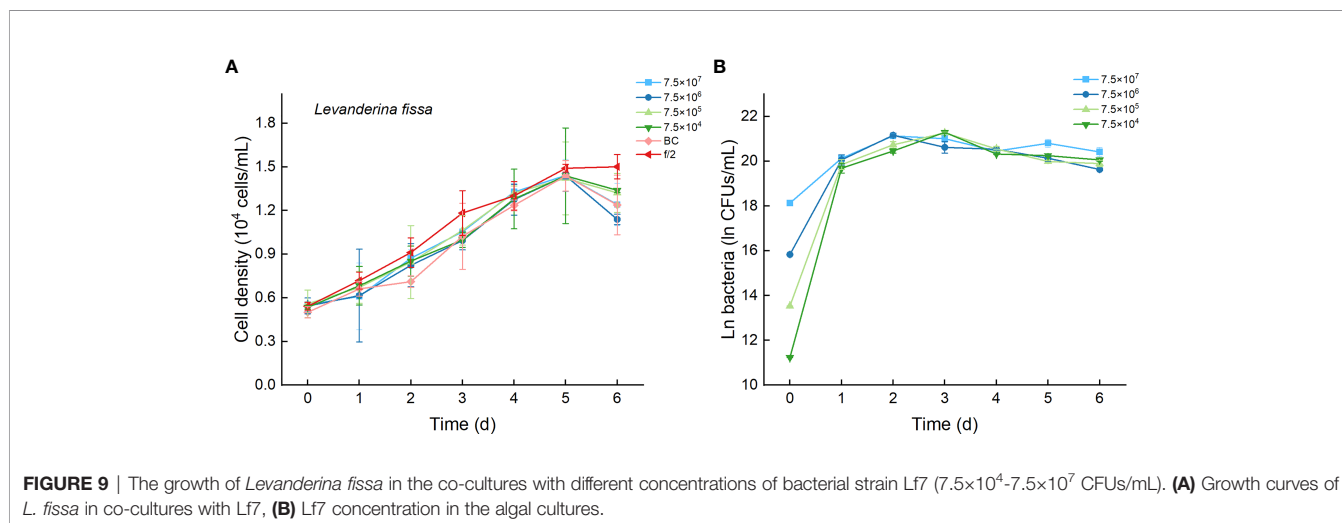 A
Levanderina fissa
7.5×10⁷
7.5×10⁶
7.5×10⁵
7.5×10⁴
BC
f/2
Cell density (10⁴ cells/mL)
1.8
1.5
1.2
0.9
0.6
0.3
0.0
0 1 2 3 4 5 6
Time (d)
B
7.5×10⁷
7.5×10⁶
7.5×10⁵
7.5×10⁴
Ln bacteria (ln CFUs/mL)
22
20
18
16
14
12
10
0 1 2 3 4 5 6
Time (d)
FIGURE 9 | The growth of Levanderina fissa in the co-cultures with different concentrations of bacterial strain Lf7 (7.5×10⁴-7.5×10⁷ CFUs/mL). (A) Growth curves of
L. fissa in co-cultures with Lf7, (B) Lf7 concentration in the algal cultures.